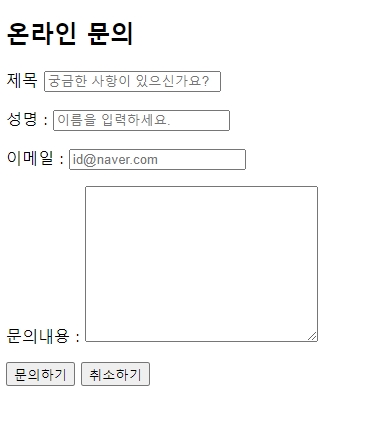 온라인 문의
제목 궁금한 사항이 있으신가요?
성명 : 이름을 입력하세요.
이메일 : id@naver.com
문의내용 :
문의하기 취소하기